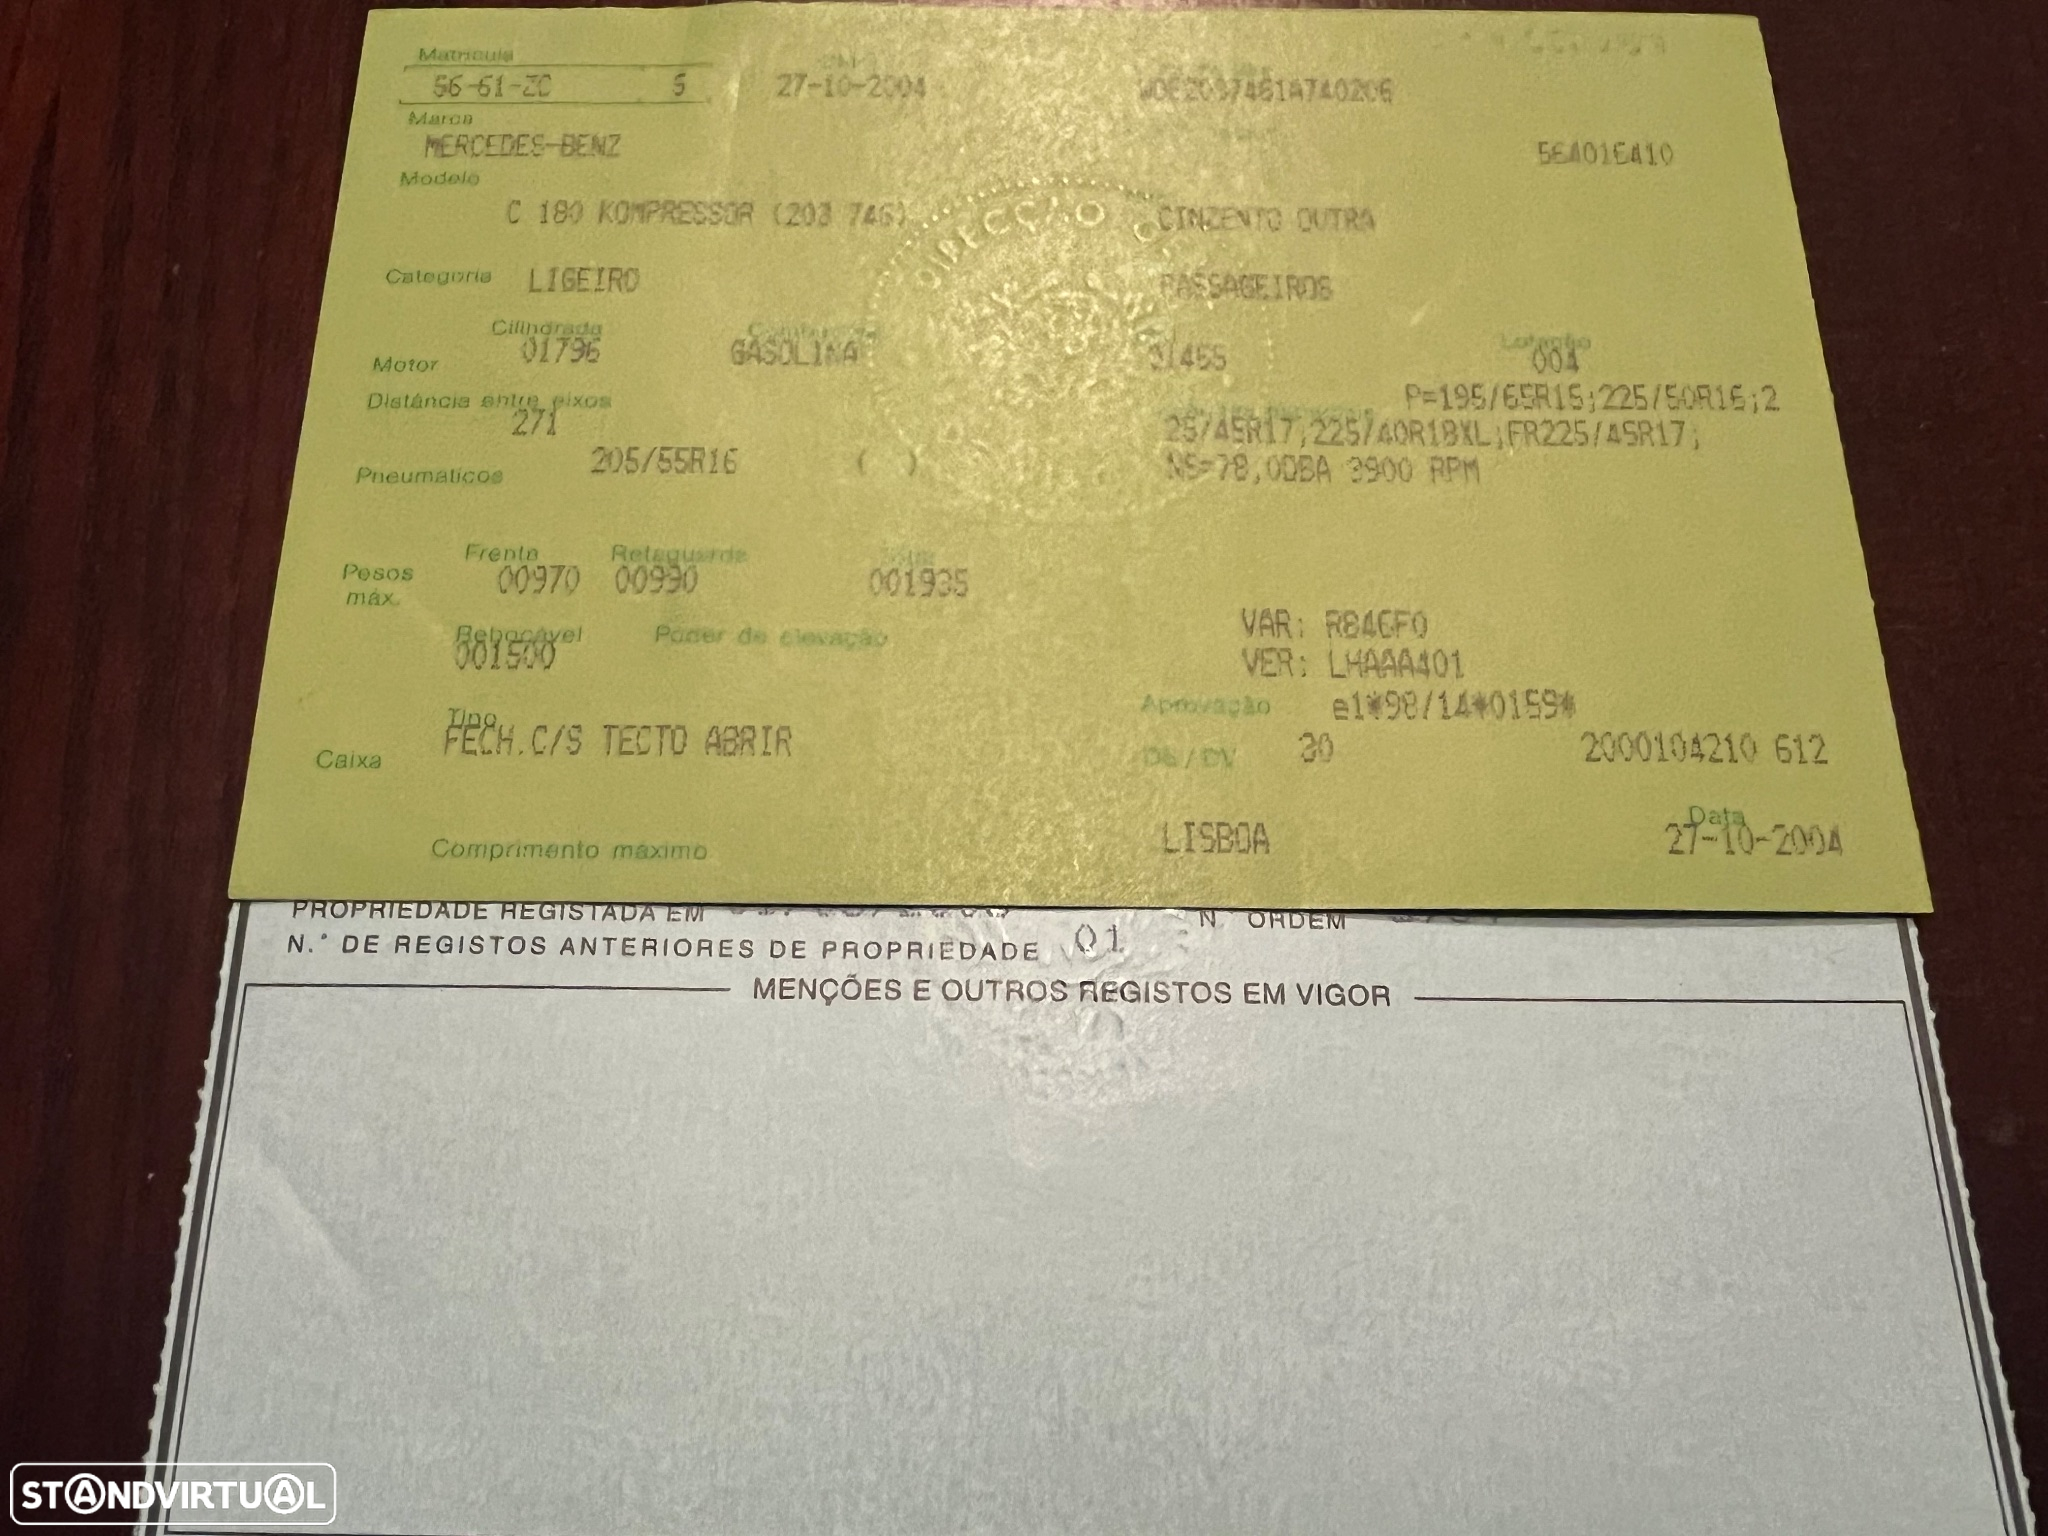 Matrícula
56-61-ZC S 27-10-2004
Marca
MERCEDES-BENZ
Modelo
C 180 KOMPRESSOR (203 746) CINZENTO OUTRA
Categoria LIGEIRO PASSAGEIROS
Cilindrada Lotação
Motor 01796 GASOLINA 004
Distância entre eixos P=195/65R15;225/50R16;2
271 25/45R17;225/40R18XL;FR225/45R17;
Pneumáticos 205/55R16 ( ) NS=78,0DBA 3900 RPM
Frente Retaguarda
Pesos máx. 00970 00990 001935
Rebocável Poder de elevação VAR: R846F0
001500 VER: LHAAA401
Aprovação e1*98/14*0159*
Tipo
Caixa FECH.C/S TECTO ABRIR 30 2000104210 612
Data
Comprimento máximo LISBOA 27-10-2004
DIRECÇÃO
PROPRIEDADE REGISTADA EM N.º ORDEM
N.º DE REGISTOS ANTERIORES DE PROPRIEDADE 01
MENÇÕES E OUTROS REGISTOS EM VIGOR
STANDVIRTUAL